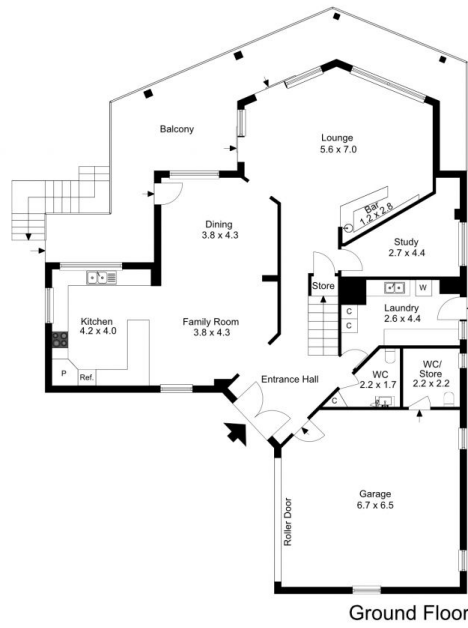 Balcony
Lounge
5.6 x 7.0
Bar
1.2 x 2.8
Dining
3.8 x 4.3
Study
2.7 x 4.4
Store
Laundry
2.6 x 4.4
W
C
C
Kitchen
4.2 x 4.0
Family Room
3.8 x 4.3
P
Ref.
Entrance Hall
WC
2.2 x 1.7
C
WC/
Store
2.2 x 2.2
Garage
6.7 x 6.5
Roller Door
Ground Floor